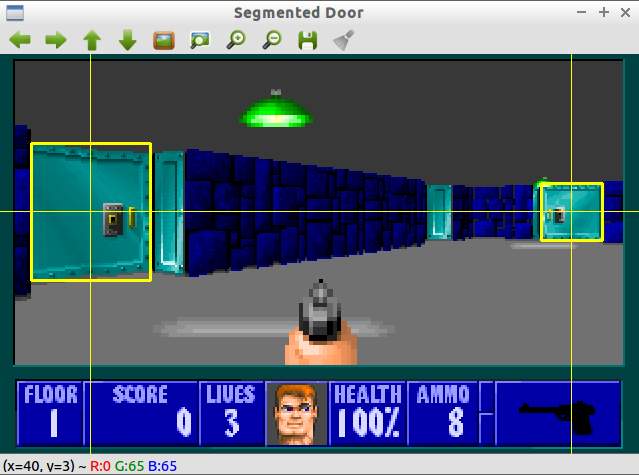 Segmented Door
FLOOR SCORE LIVES HEALTH AMMO
1 0 3 100% 8
(x=40, y=3) ~ R:0 G:65 B:65